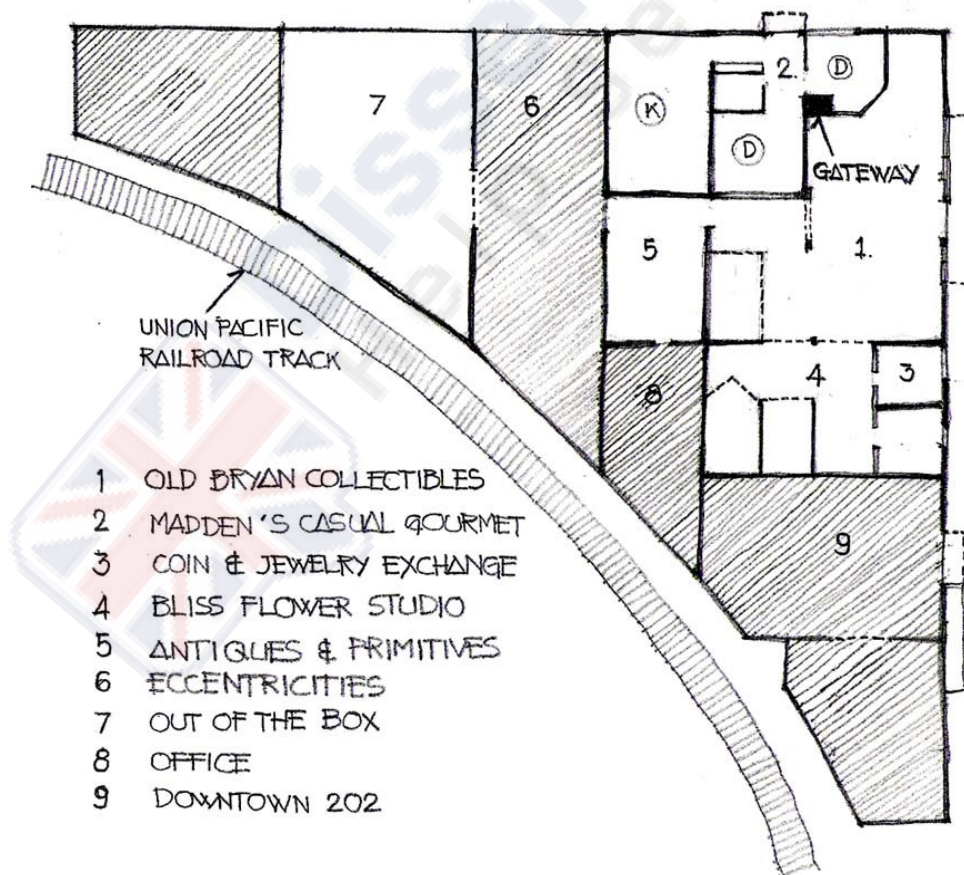 7
6
K
2.
D
D
GATEWAY
5
1.
UNION PACIFIC
RAILROAD TRACK
8
4
3
9
1 OLD BRYAN COLLECTIBLES
2 MADDEN'S CASUAL GOURMET
3 COIN & JEWELRY EXCHANGE
4 BLISS FLOWER STUDIO
5 ANTIQUES & PRIMITIVES
6 ECCENTRICITIES
7 OUT OF THE BOX
8 OFFICE
9 DOWNTOWN 202